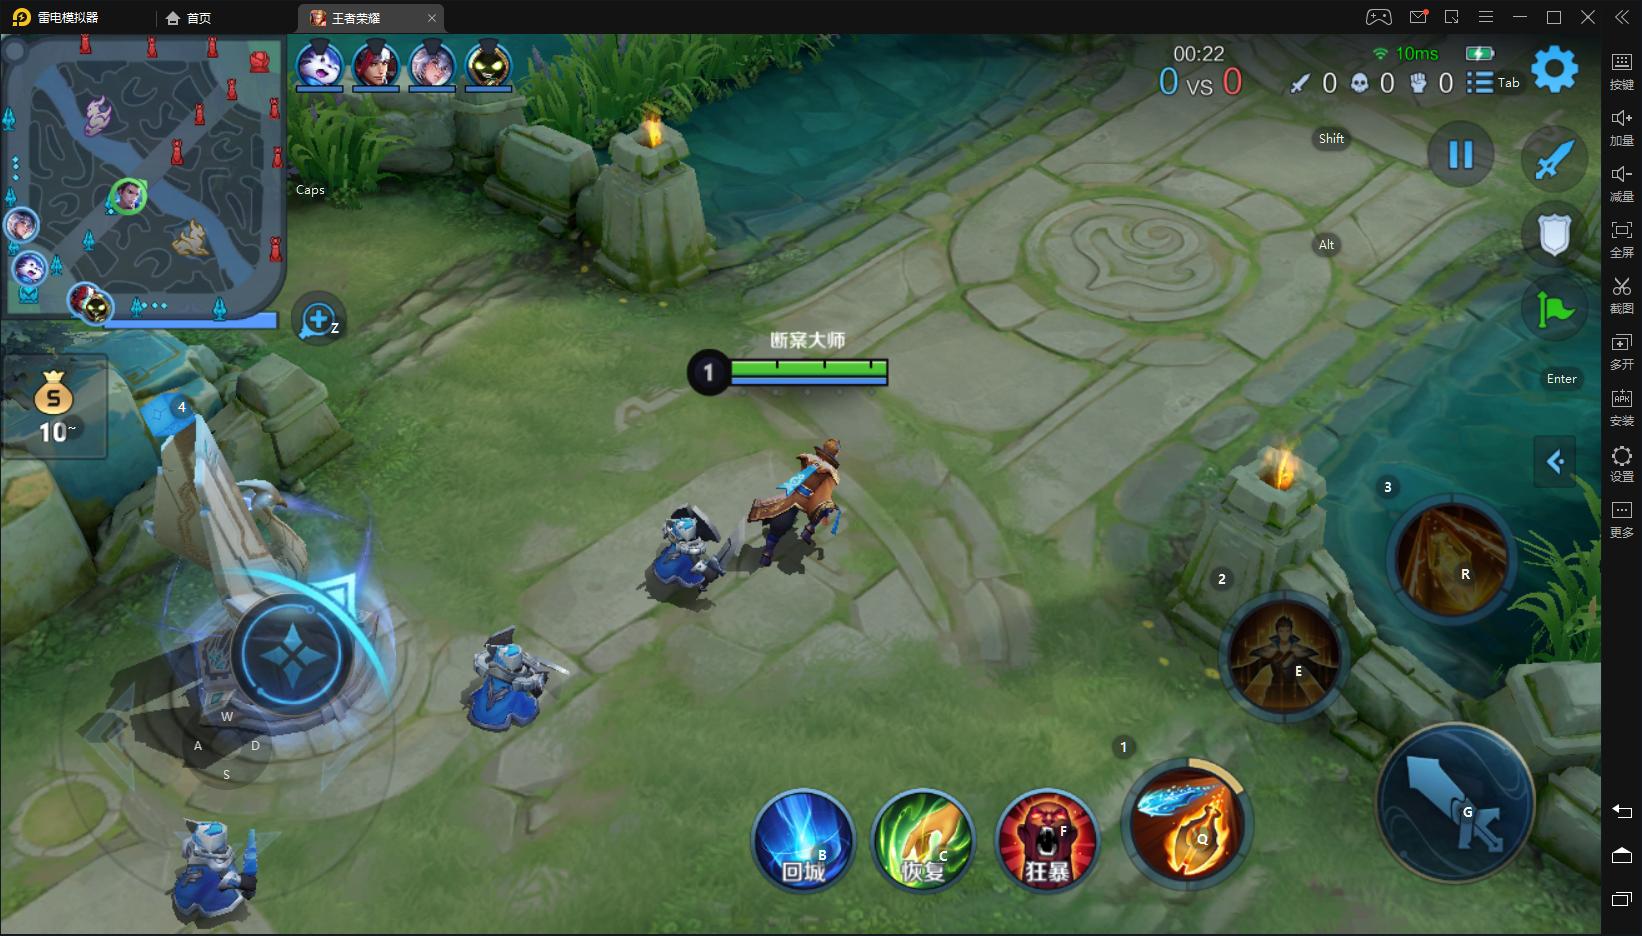 雷电模拟器
首页
王者荣耀
00:22
10ms
0 VS 0
0
0
0
Tab
按键
Shift
加量
Caps
减量
Alt
全屏
截图
Z
断案大师
1
多开
Enter
S
4
10~
安装
设置
3
更多
R
2
E
W
A
D
S
1
B
回城
C
恢复
F
狂暴
Q
G